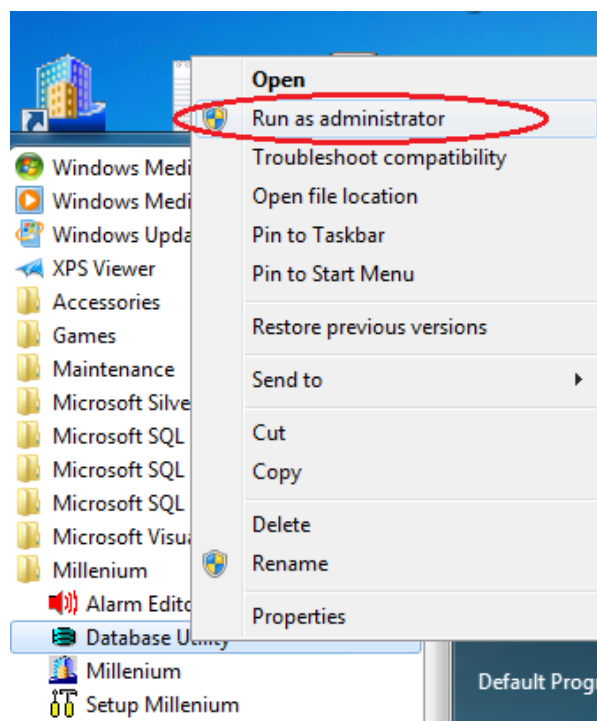 Open
Run as administrator
Troubleshoot compatibility
Open file location
Pin to Taskbar
Pin to Start Menu
Restore previous versions
Send to
Cut
Copy
Delete
Rename
Properties
Windows Medi
Windows Medi
Windows Upda
XPS Viewer
Accessories
Games
Maintenance
Microsoft Silve
Microsoft SQL
Microsoft SQL
Microsoft SQL
Microsoft Visua
Millenium
Alarm Edito
Database Utility
Millenium
Setup Millenium
Default Progr